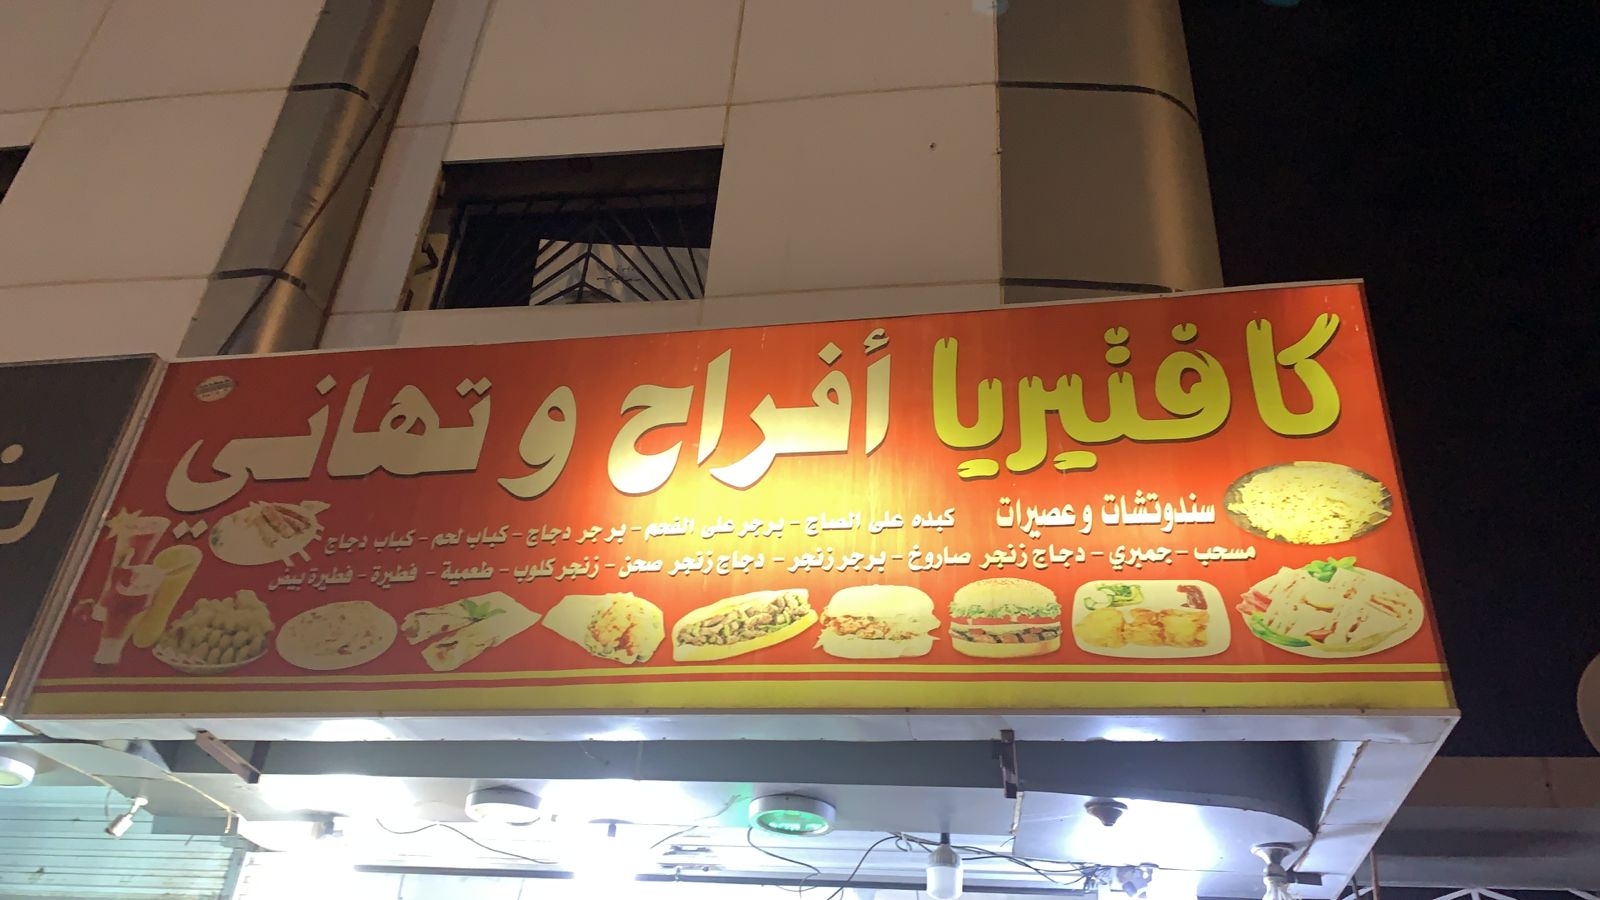 كافتيريا أفراح و تهاني
سندوتشات و عصيرات
كبده على الصاج - برجر على الفحم - برجر دجاج - كباب لحم - كباب دجاج
مسحب - جمبري - دجاج زنجر صاروخ - برجر زنجر - دجاج زنجر صحن - زنجر كلوب - طعمية - فطيرة - فطيرة بيض